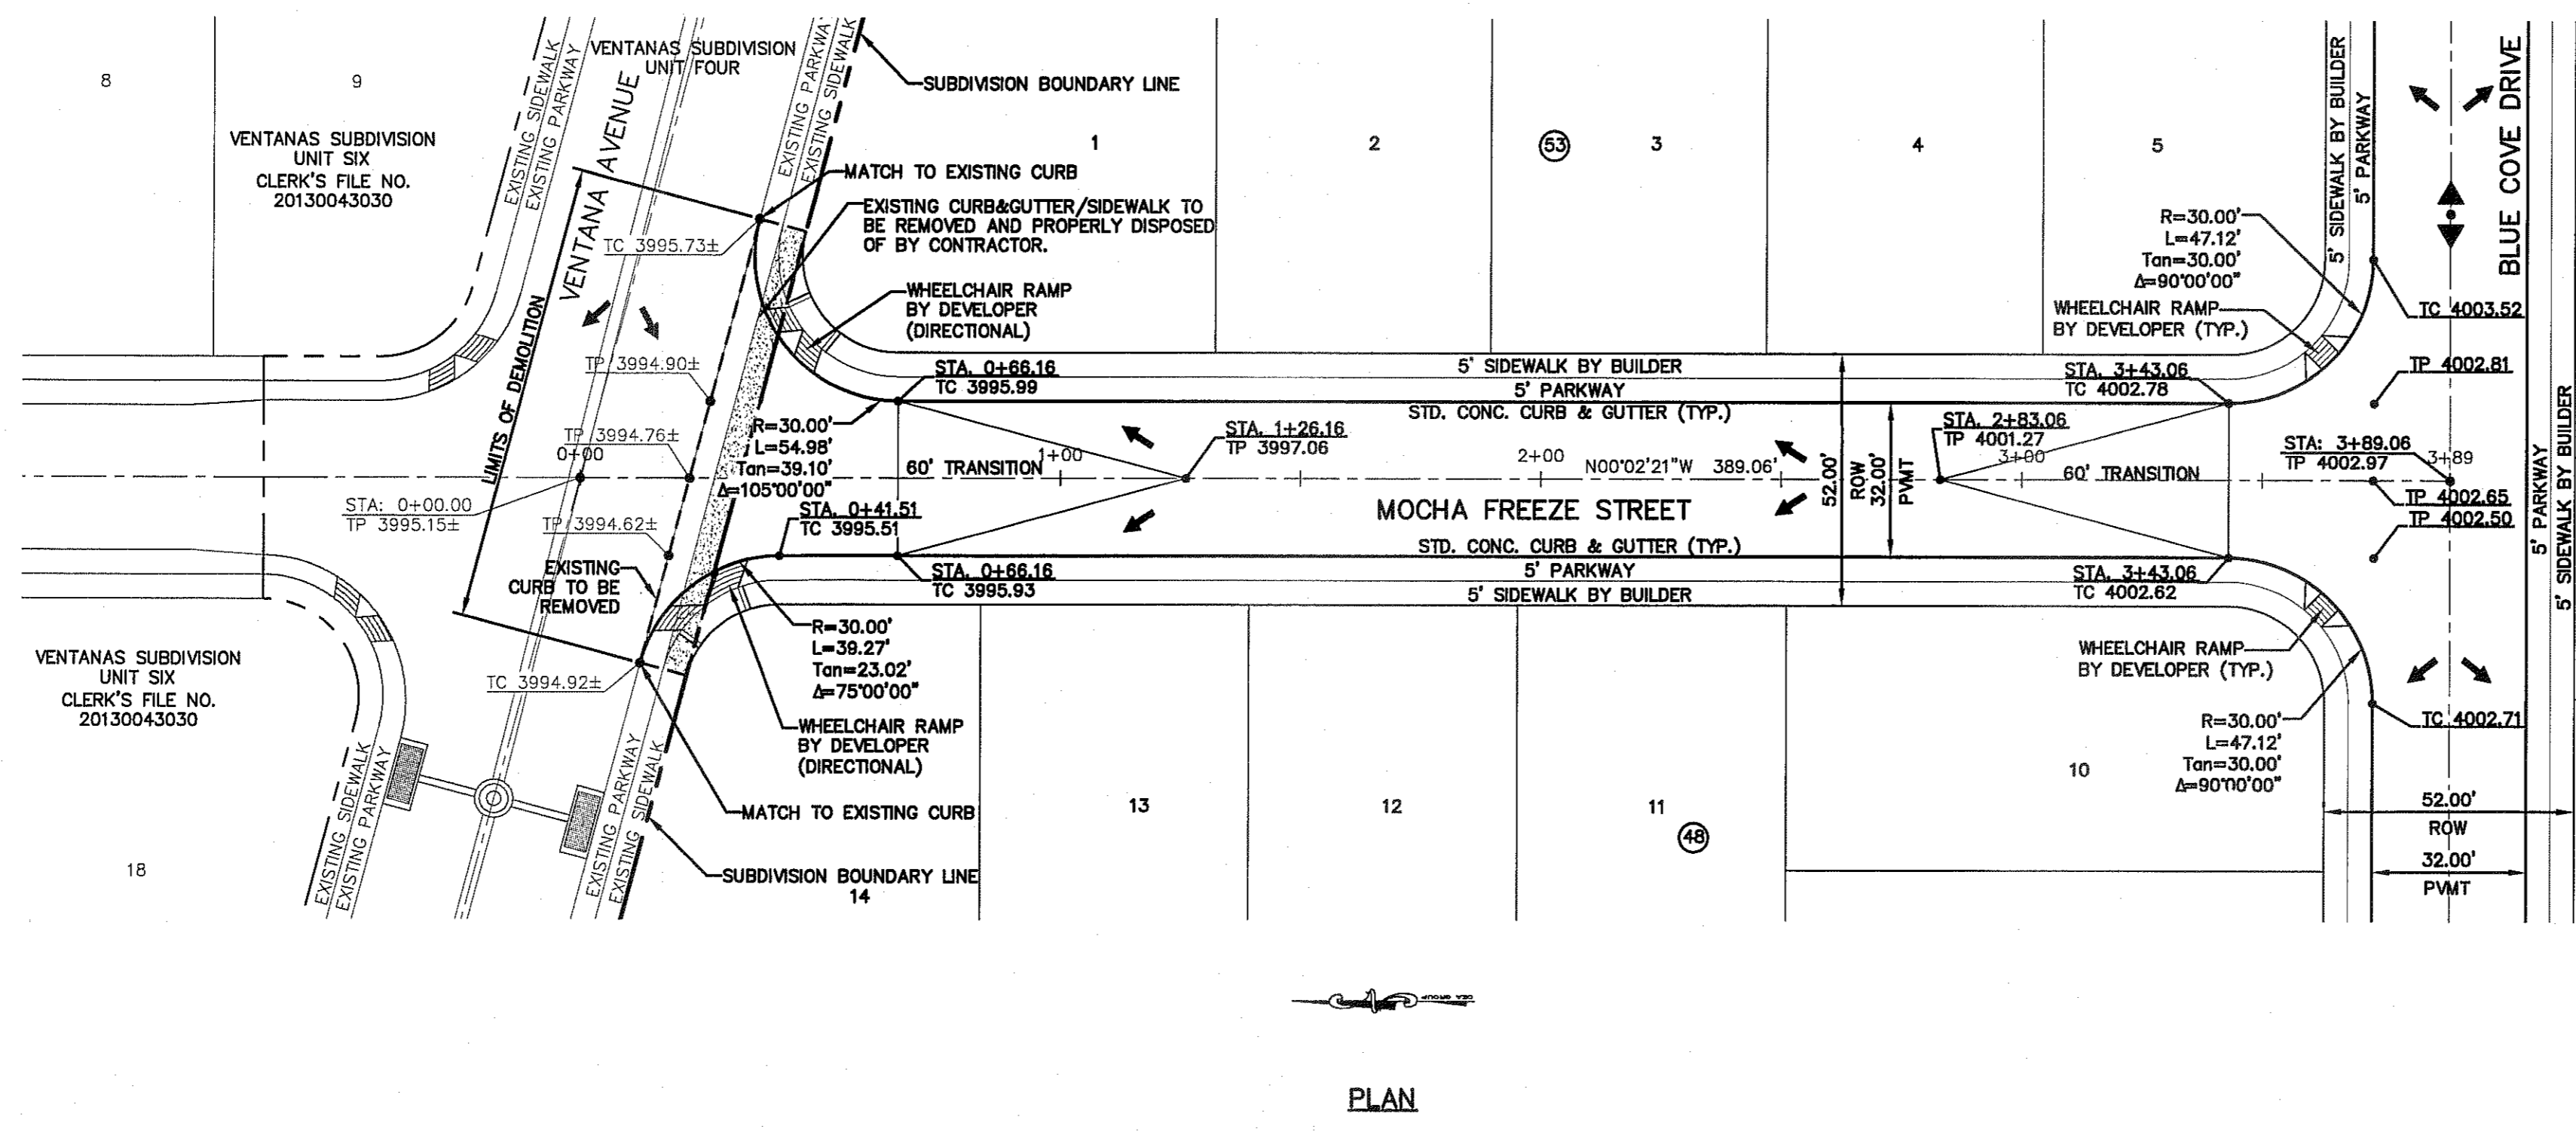 8
9
VENTANAS SUBDIVISION
UNIT SIX
CLERK'S FILE NO.
20130043030
EXISTING SIDEWALK
EXISTING PARKWAY
VENTANAS SUBDIVISION
UNIT FOUR
VENTANA AVENUE
EXISTING PARKWAY
EXISTING SIDEWALK
SUBDIVISION BOUNDARY LINE
1
2
53
3
4
5
MATCH TO EXISTING CURB
EXISTING CURB&GUTTER/SIDEWALK TO
BE REMOVED AND PROPERLY DISPOSED
OF BY CONTRACTOR.
TC 3995.73±
WHEELCHAIR RAMP
BY DEVELOPER
(DIRECTIONAL)
LIMITS OF DEMOLITION
TP 3994.90±
STA. 0+66.16
TC 3995.99
R=30.00'
L=54.98'
Tan=39.10'
Δ=105°00'00"
TP 3994.76±
0+00
STA: 0+00.00
TP 3995.15±
TP 3994.62±
60' TRANSITION
1+00
STA. 1+26.16
TP 3997.06
STA. 0+41.51
TC 3995.51
EXISTING
CURB TO BE
REMOVED
STA. 0+66.16
TC 3995.93
R=30.00'
L=39.27'
Tan=23.02'
Δ=75°00'00"
TC 3994.92±
WHEELCHAIR RAMP
BY DEVELOPER
(DIRECTIONAL)
MATCH TO EXISTING CURB
SUBDIVISION BOUNDARY LINE
14
VENTANAS SUBDIVISION
UNIT SIX
CLERK'S FILE NO.
20130043030
18
EXISTING SIDEWALK
EXISTING PARKWAY
EXISTING PARKWAY
EXISTING SIDEWALK
5' SIDEWALK BY BUILDER
5' PARKWAY
STD. CONC. CURB & GUTTER (TYP.)
2+00
N00°02'21"W 389.06'
MOCHA FREEZE STREET
STD. CONC. CURB & GUTTER (TYP.)
5' PARKWAY
5' SIDEWALK BY BUILDER
52.00'
ROW
32.00'
PVMT
STA. 2+83.06
TP 4001.27
3+00
60' TRANSITION
STA. 3+43.06
TC 4002.78
STA. 3+43.06
TC 4002.62
13
12
11
48
10
5' SIDEWALK BY BUILDER
5' PARKWAY
BLUE COVE DRIVE
R=30.00'
L=47.12'
Tan=30.00'
Δ=90°00'00"
WHEELCHAIR RAMP
BY DEVELOPER (TYP.)
TC 4003.52
TP 4002.81
STA: 3+89.06
TP 4002.97
3+89
TP 4002.65
TP 4002.50
5' PARKWAY
5' SIDEWALK BY BUILDER
WHEELCHAIR RAMP
BY DEVELOPER (TYP.)
TC 4002.71
R=30.00'
L=47.12'
Tan=30.00'
Δ=90°00'00"
52.00'
ROW
32.00'
PVMT
CEA GROUP
PLAN